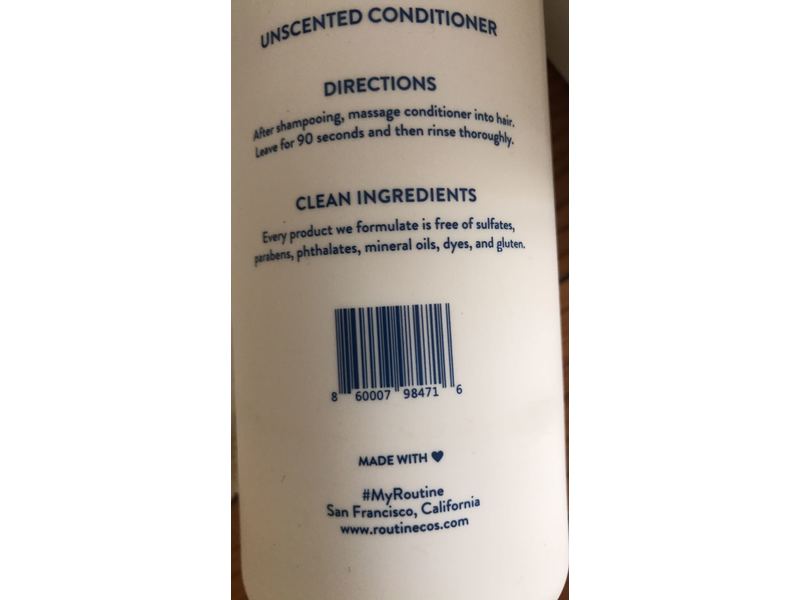 UNSCENTED CONDITIONER
DIRECTIONS
After shampooing, massage conditioner into hair.
Leave for 90 seconds and then rinse thoroughly.
CLEAN INGREDIENTS
Every product we formulate is free of sulfates,
parabens, phthalates, mineral oils, dyes, and gluten.
8 60007 98471 6
MADE WITH ♥
#MyRoutine
San Francisco, California
www.routinecos.com